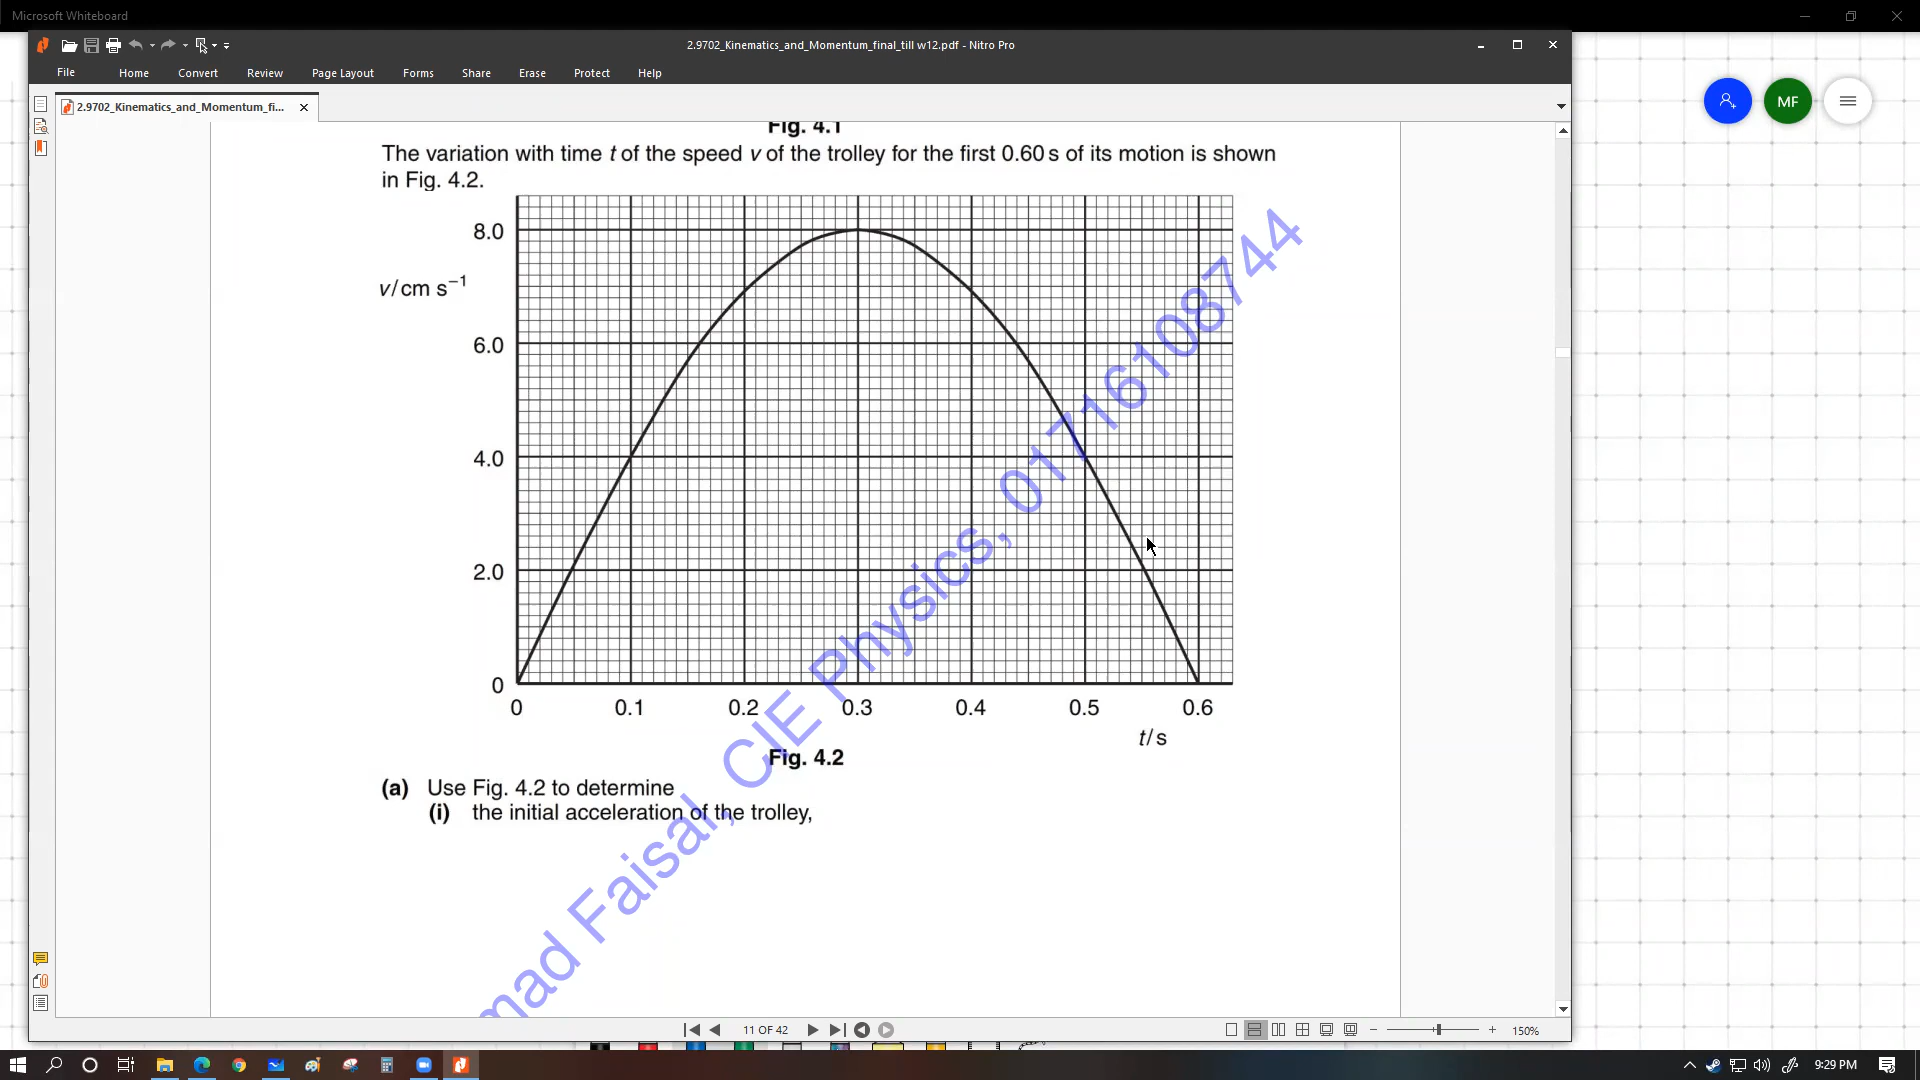 Microsoft Whiteboard
2.9702_Kinematics_and_Momentum_final_till w12.pdf - Nitro Pro
File Home Convert Review Page Layout Forms Share Erase Protect Help
2.9702_Kinematics_and_Momentum_fi...
MF
Fig. 4.1
The variation with time t of the speed v of the trolley for the first 0.60 s of its motion is shown
in Fig. 4.2.
8.0
v/cm s⁻¹
6.0
4.0
2.0
0
0 0.1 0.2 0.3 0.4 0.5 0.6
t/s
Fig. 4.2
(a) Use Fig. 4.2 to determine
(i) the initial acceleration of the trolley,
mad Faisal, CIE Physics, 01716108744
11 OF 42
150%
9:29 PM